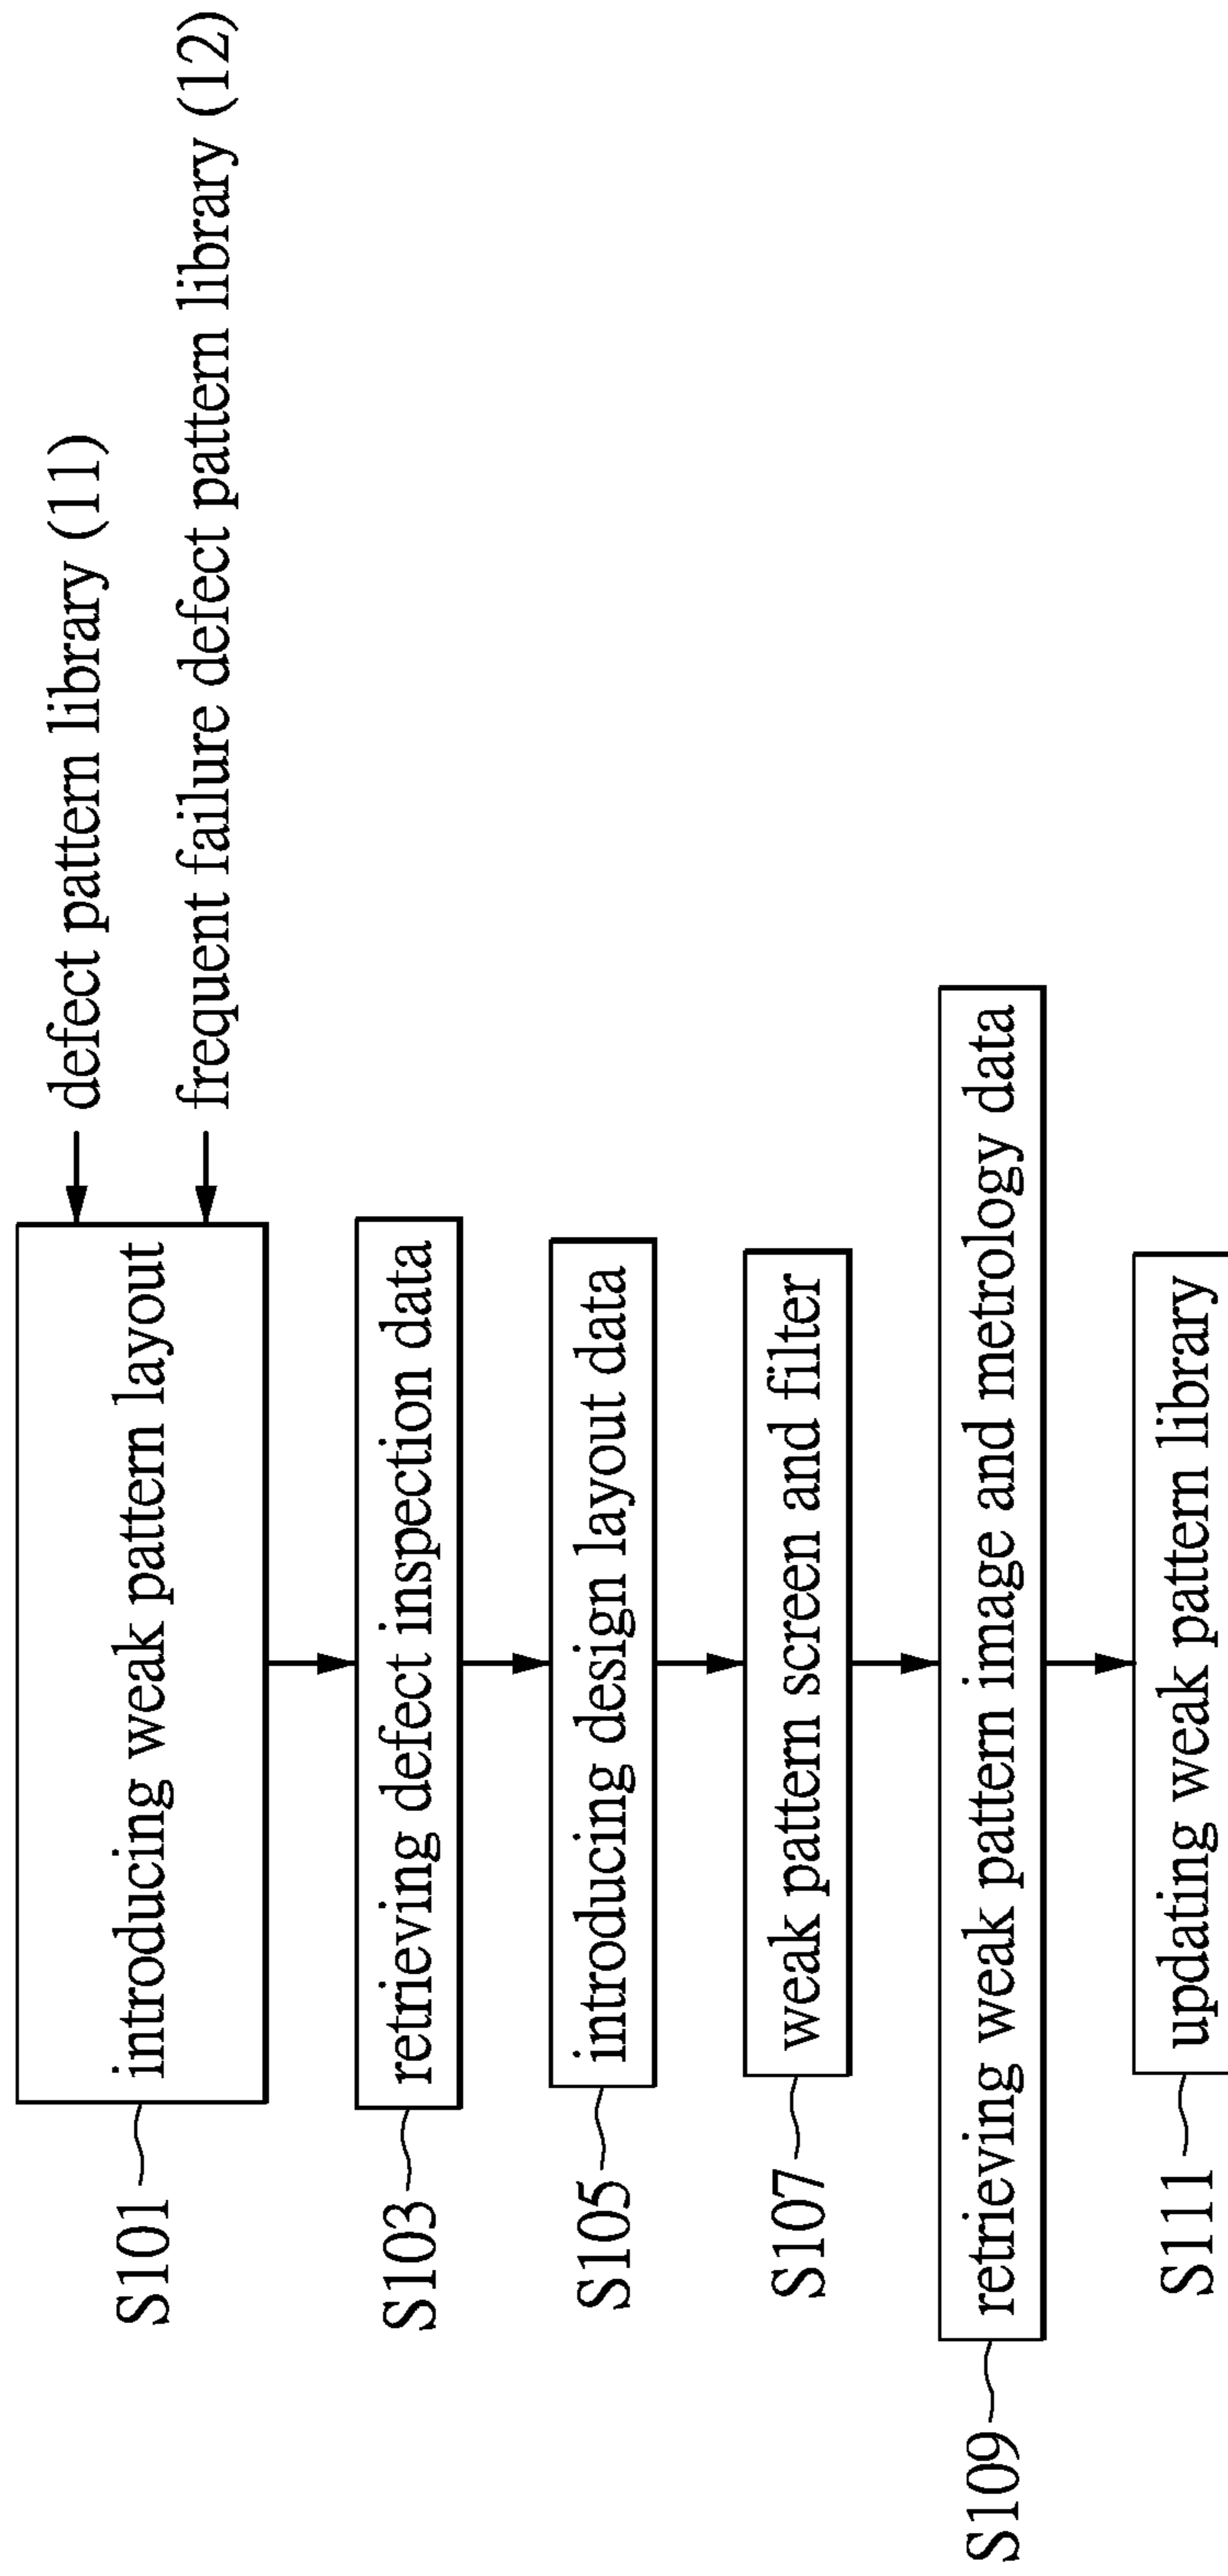 S101
introducing weak pattern layout
defect pattern library (11)
frequent failure defect pattern library (12)
S103
retrieving defect inspection data
S105
introducing design layout data
S107
weak pattern screen and filter
S109
retrieving weak pattern image and metrology data
S111
updating weak pattern library